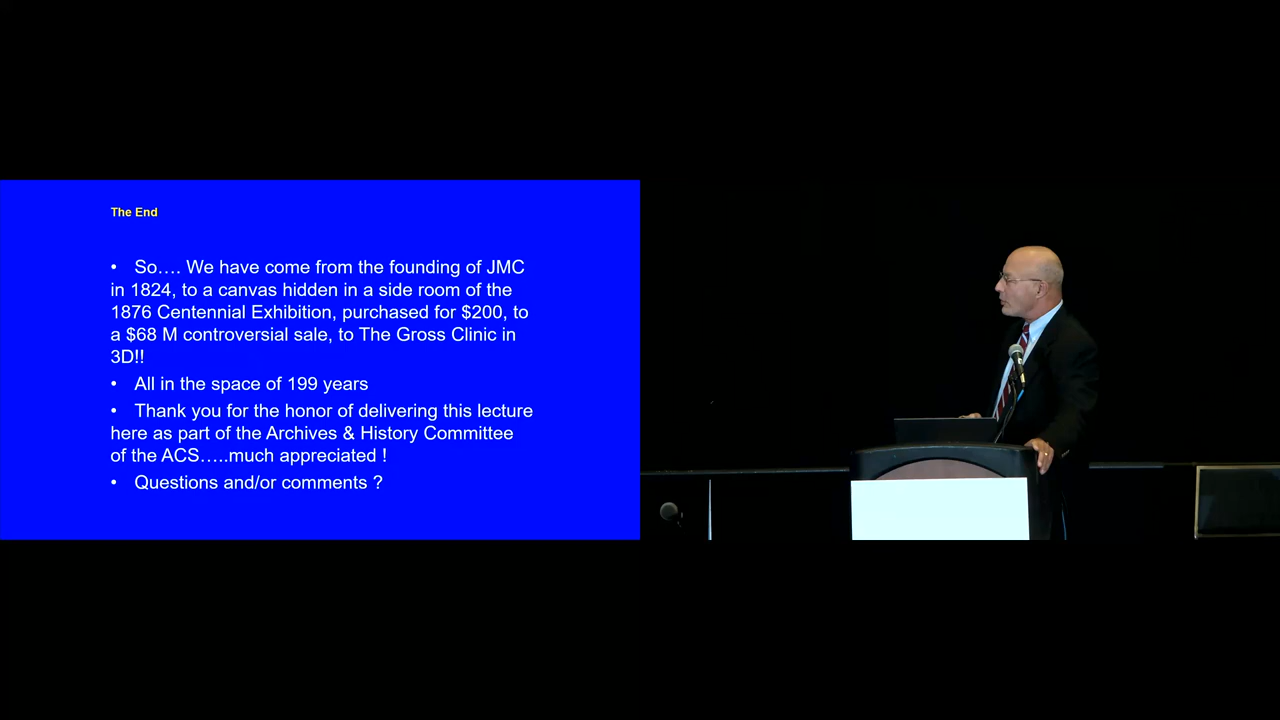 The End
• So…. We have come from the founding of JMC
in 1824, to a canvas hidden in a side room of the
1876 Centennial Exhibition, purchased for $200, to
a $68 M controversial sale, to The Gross Clinic in
3D!!
• All in the space of 199 years
• Thank you for the honor of delivering this lecture
here as part of the Archives & History Committee
of the ACS…..much appreciated !
• Questions and/or comments ?